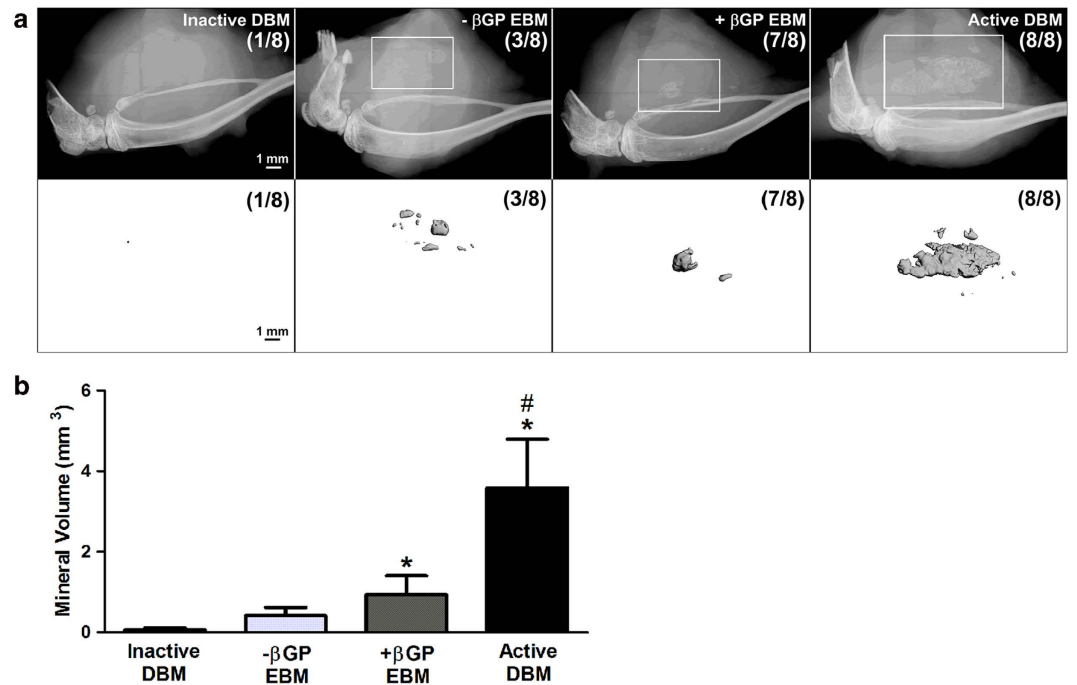 a
Inactive DBM
(1/8)
1 mm
- βGP EBM
(3/8)
+ βGP EBM
(7/8)
Active DBM
(8/8)
(1/8)
1 mm
(3/8)
(7/8)
(8/8)
b
Mineral Volume (mm 3)
6
4
2
0
*
#
*
Inactive
DBM
-βGP
EBM
+βGP
EBM
Active
DBM